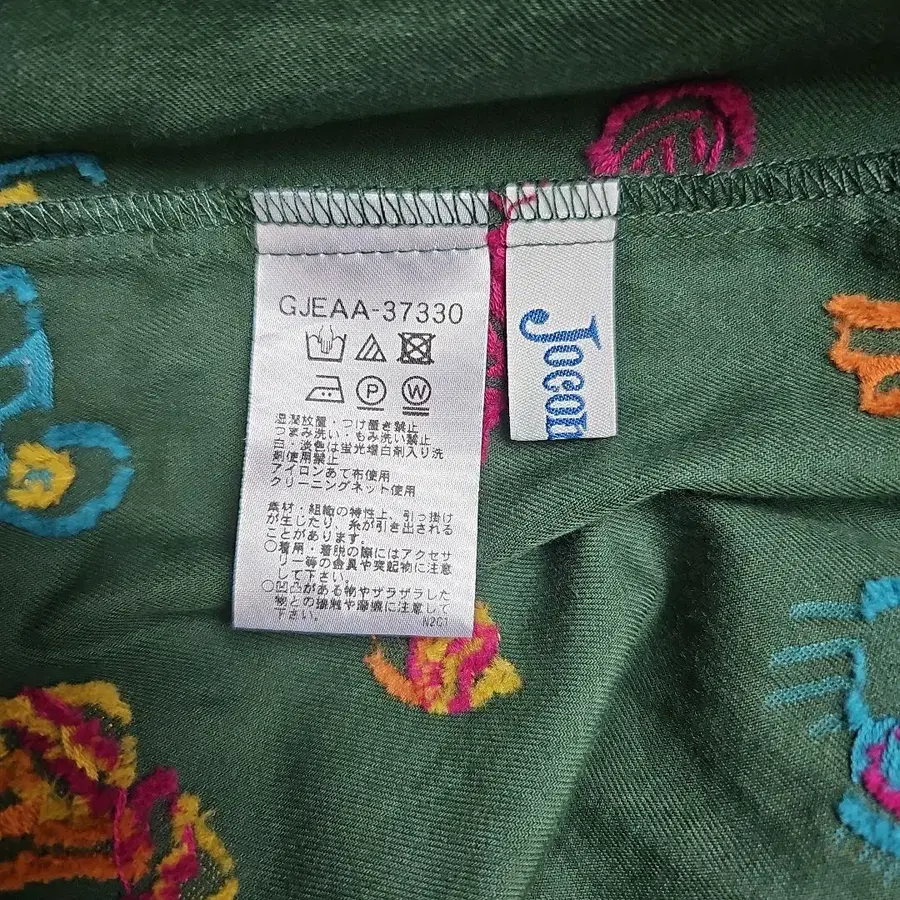 GJEAA-37330
P W
湿潤放置・つけ置き禁止
つまみ洗い・もみ洗い禁止
白・淡色は蛍光増白剤入り洗
剤使用禁止
アイロンあて布使用
クリーニングネット使用
素材・組織の特性上、引っ掛け
が生じたり、糸が引き出される
ことがあります。
○着用・着脱の際にはアクセサ
リー等の金具や突起物に注意
して下さい。
○凹凸がある物やザラザラした
物との接触や摩擦に注意して
下さい。
N2C1
Jocom